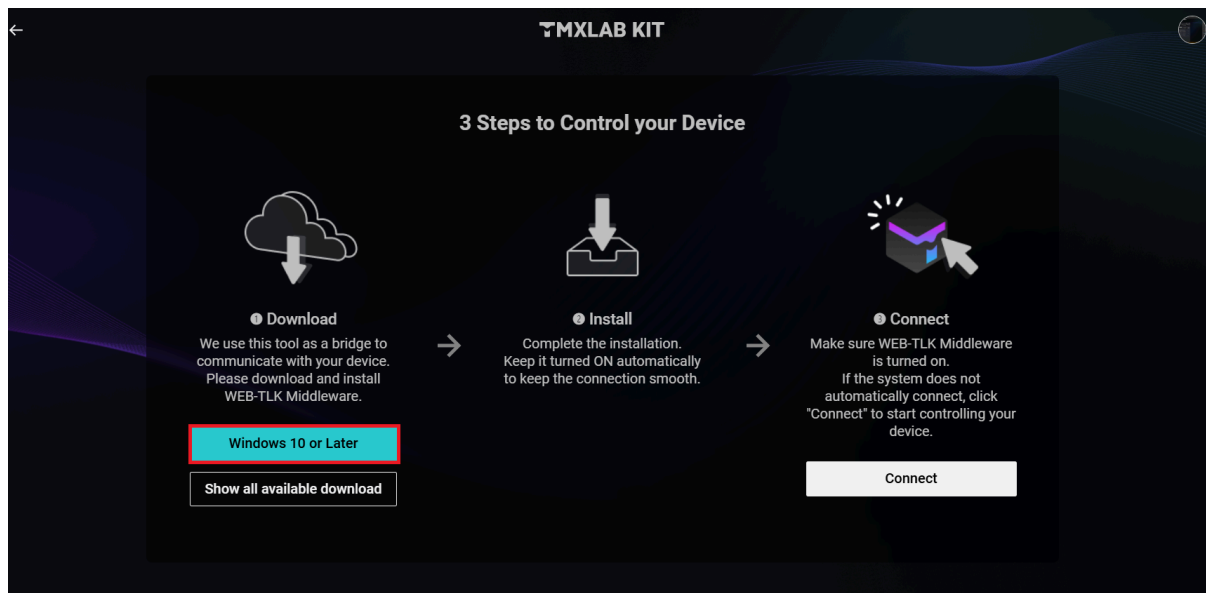 TMXLAB KIT
3 Steps to Control your Device
❶ Download
We use this tool as a bridge to
communicate with your device.
Please download and install
WEB-TLK Middleware.
Windows 10 or Later
Show all available download
❷ Install
Complete the installation.
Keep it turned ON automatically
to keep the connection smooth.
❸ Connect
Make sure WEB-TLK Middleware
is turned on.
If the system does not
automatically connect, click
"Connect" to start controlling your
device.
Connect